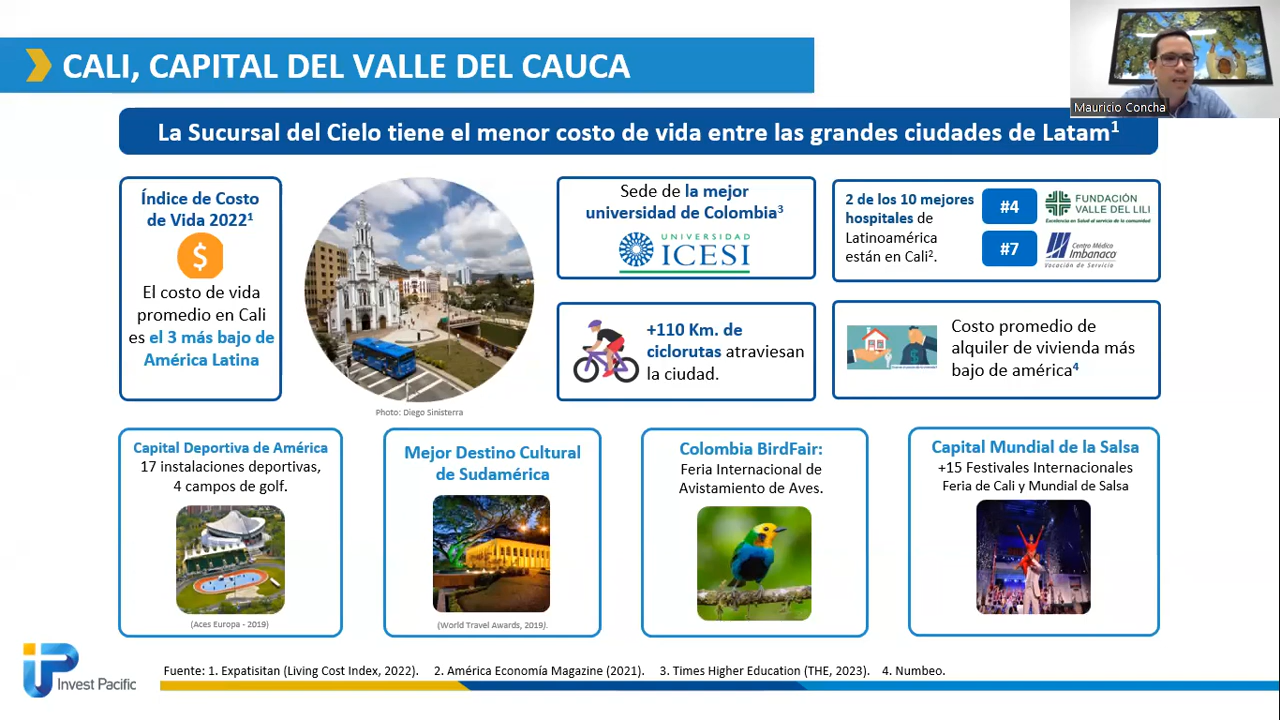 CALI, CAPITAL DEL VALLE DEL CAUCA
Mauricio Concha
La Sucursal del Cielo tiene el menor costo de vida entre las grandes ciudades de Latam¹
Índice de Costo
de Vida 2022¹
$
El costo de vida
promedio en Cali
es el 3 más bajo de
América Latina
Photo: Diego Sinisterra
Sede de la mejor
universidad de Colombia³
UNIVERSIDAD
ICESI
2 de los 10 mejores
hospitales de
Latinoamérica
están en Cali².
#4
FUNDACIÓN
VALLE DEL LILI
Excelencia en Salud al servicio de la comunidad
#7
Centro Médico
Imbanaco
Vocación de Servicio
+110 Km. de
ciclorutas atraviesan
la ciudad.
Costo promedio de
alquiler de vivienda más
bajo de américa⁴
Capital Deportiva de América
17 instalaciones deportivas,
4 campos de golf.
(Aces Europa - 2019)
Mejor Destino Cultural
de Sudamérica
(World Travel Awards, 2019).
Colombia BirdFair:
Feria Internacional de
Avistamiento de Aves.
Capital Mundial de la Salsa
+15 Festivales Internacionales
Feria de Cali y Mundial de Salsa
iP
Invest Pacific
Fuente: 1. Expatisitan (Living Cost Index, 2022). 2. América Economía Magazine (2021). 3. Times Higher Education (THE, 2023). 4. Numbeo.